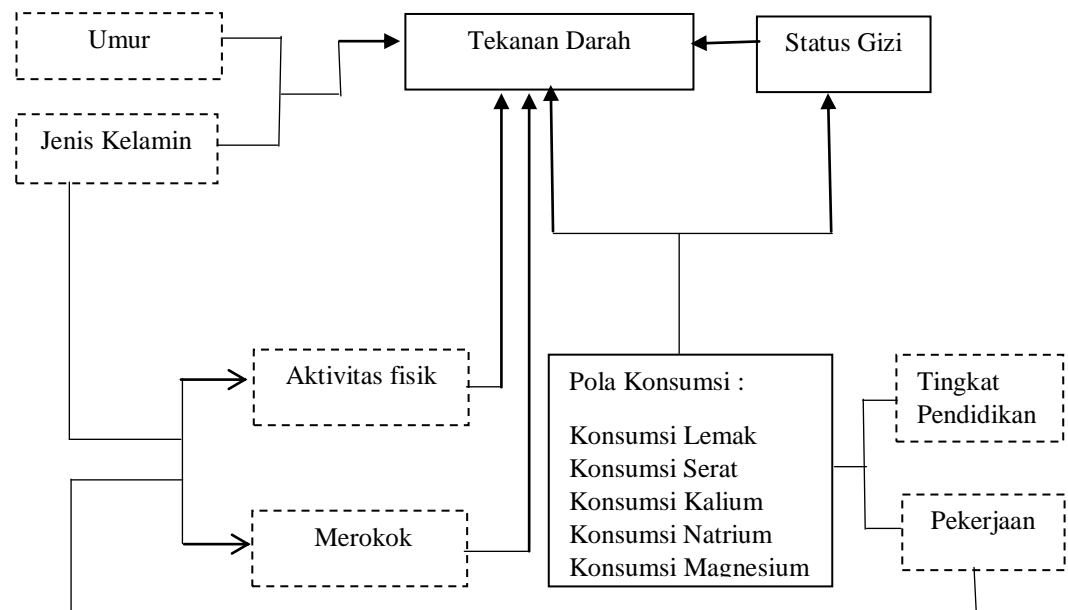 Umur
Tekanan Darah
Status Gizi
Jenis Kelamin
Aktivitas fisik
Merokok
Pola Konsumsi :
Konsumsi Lemak
Konsumsi Serat
Konsumsi Kalium
Konsumsi Natrium
Konsumsi Magnesium
Tingkat
Pendidikan
Pekerjaan